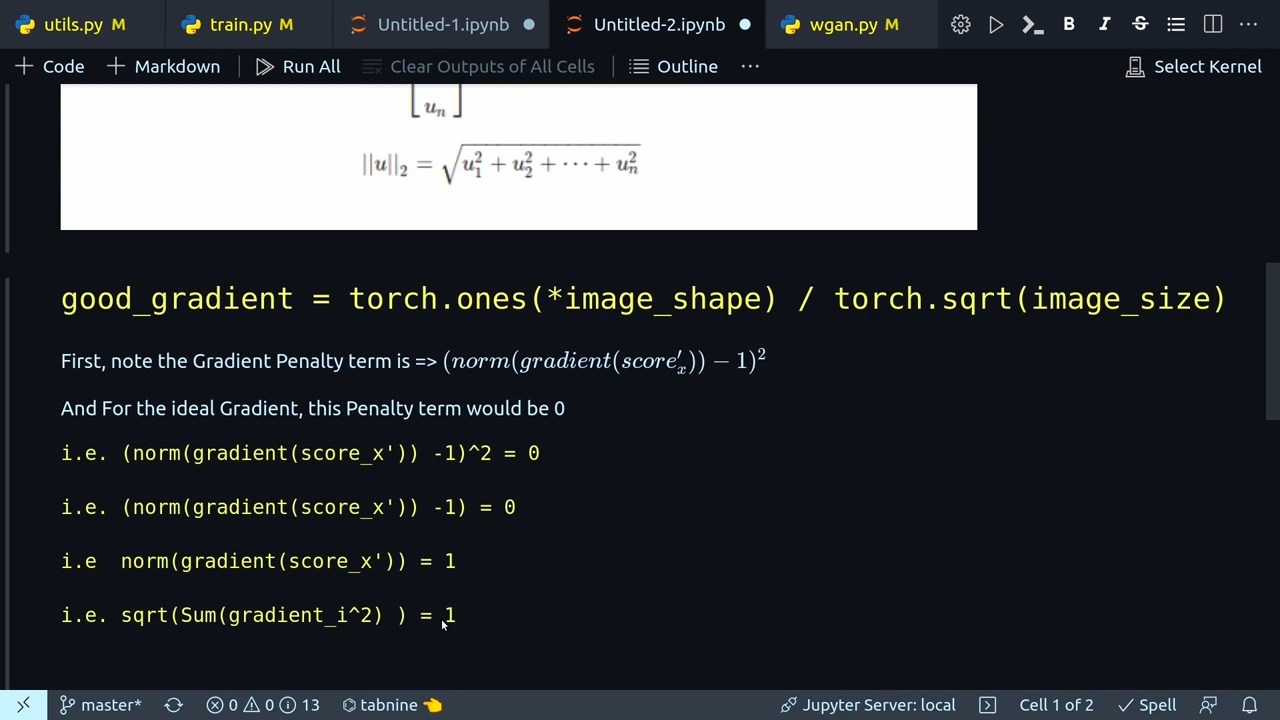 utils.py M train.py M Untitled-1.ipynb Untitled-2.ipynb wgan.py M
Code Markdown Run All Clear Outputs of All Cells Outline ... Select Kernel
u_n
||u||_2 = √(u_1^2 + u_2^2 + ··· + u_n^2)
good_gradient = torch.ones(*image_shape) / torch.sqrt(image_size)
First, note the Gradient Penalty term is => (norm(gradient(score'_x)) − 1)^2
And For the ideal Gradient, this Penalty term would be 0
i.e. (norm(gradient(score_x')) -1)^2 = 0
i.e. (norm(gradient(score_x')) -1) = 0
i.e norm(gradient(score_x')) = 1
i.e. sqrt(Sum(gradient_i^2) ) = 1
master* 0 0 13 tabnine Jupyter Server: local Cell 1 of 2 Spell